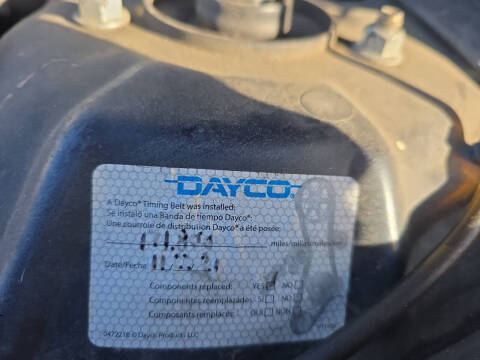 DAYCO®
A Dayco® Timing Belt was installed:
Se instaló una Banda de tiempo Dayco®:
Une courroie de distribution Dayco® a été posée:
miles/millas/milles/km
Date/Fecha
Components replaced: YES NO
Componentes reemplazados: SI NO
Composants remplacés: OUI NON
© Dayco Products LLC